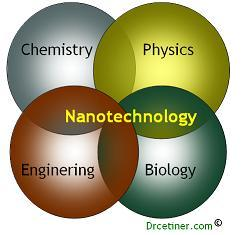 Chemistry Physics
Nanotechnology
Enginering Biology
Drcetiner.com ©